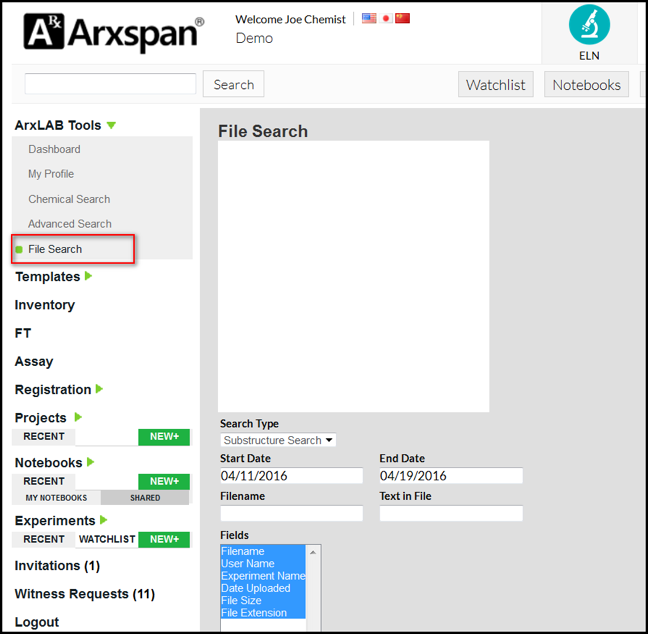 ARx Arxspan®
Welcome Joe Chemist
Demo
ELN
Search
Watchlist
Notebooks
ArxLAB Tools
Dashboard
My Profile
Chemical Search
Advanced Search
File Search
Templates
Inventory
FT
Assay
Registration
Projects
RECENT NEW+
Notebooks
RECENT NEW+
MY NOTEBOOKS SHARED
Experiments
RECENT WATCHLIST NEW+
Invitations (1)
Witness Requests (11)
Logout
File Search
Search Type
Substructure Search
Start Date End Date
04/11/2016 04/19/2016
Filename Text in File
Fields
Filename
User Name
Experiment Name
Date Uploaded
File Size
File Extension